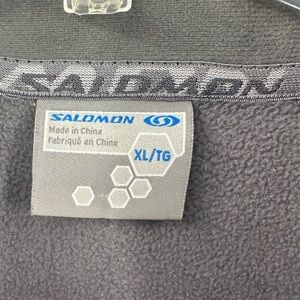 SALOMON
SALOMON
Made in China
Fabriqué en Chine
XL/TG